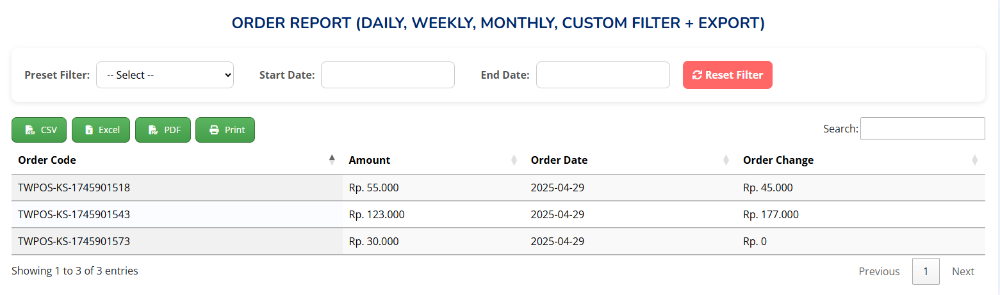 ORDER REPORT (DAILY, WEEKLY, MONTHLY, CUSTOM FILTER + EXPORT)
Preset Filter: -- Select -- Start Date: End Date: Reset Filter
CSV Excel PDF Print Search:
Order Code Amount Order Date Order Change
TWPOS-KS-1745901518 Rp. 55.000 2025-04-29 Rp. 45.000
TWPOS-KS-1745901543 Rp. 123.000 2025-04-29 Rp. 177.000
TWPOS-KS-1745901573 Rp. 30.000 2025-04-29 Rp. 0
Showing 1 to 3 of 3 entries Previous 1 Next